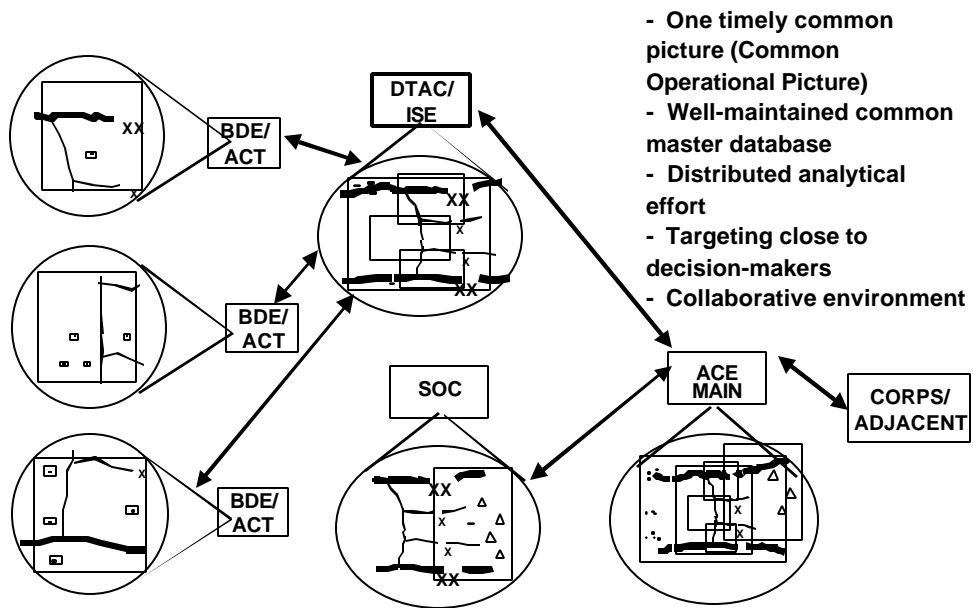 - One timely common
picture (Common
Operational Picture)
- Well-maintained common
master database
- Distributed analytical
effort
- Targeting close to
decision-makers
- Collaborative environment
DTAC/
ISE
BDE/
ACT
XX
x
XX
x
x
XX
BDE/
ACT
BDE/
ACT
x
SOC
XX
x
x
XX
ACE
MAIN
x
x
CORPS/
ADJACENT